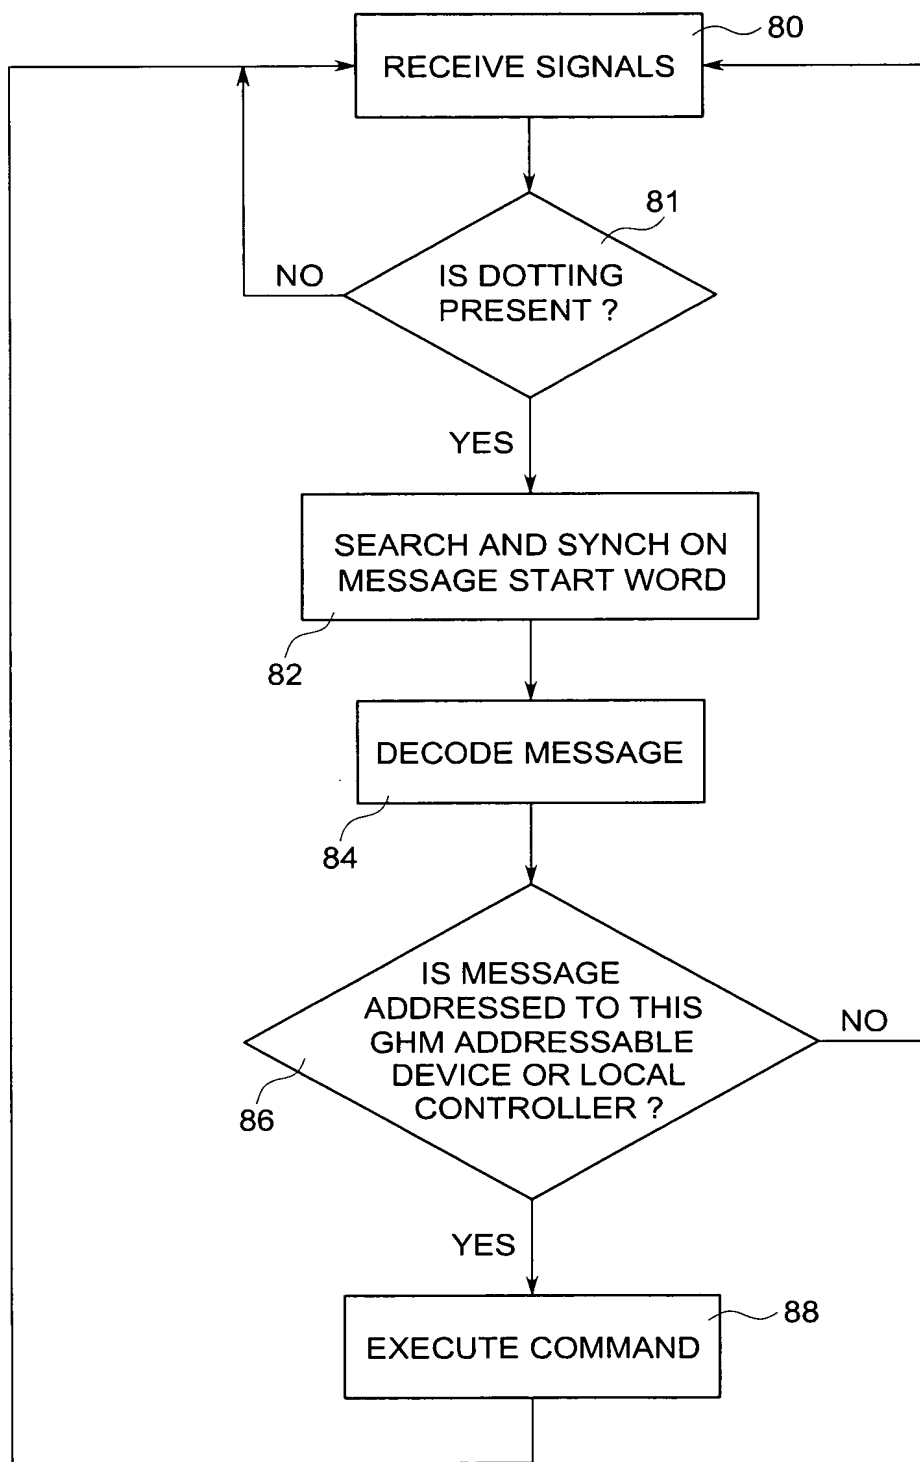 80
RECEIVE SIGNALS
81
IS DOTTING
PRESENT ?
NO
YES
SEARCH AND SYNCH ON
MESSAGE START WORD
82
DECODE MESSAGE
84
IS MESSAGE
ADDRESSED TO THIS
GHM ADDRESSABLE
DEVICE OR LOCAL
CONTROLLER ?
NO
86
YES
88
EXECUTE COMMAND